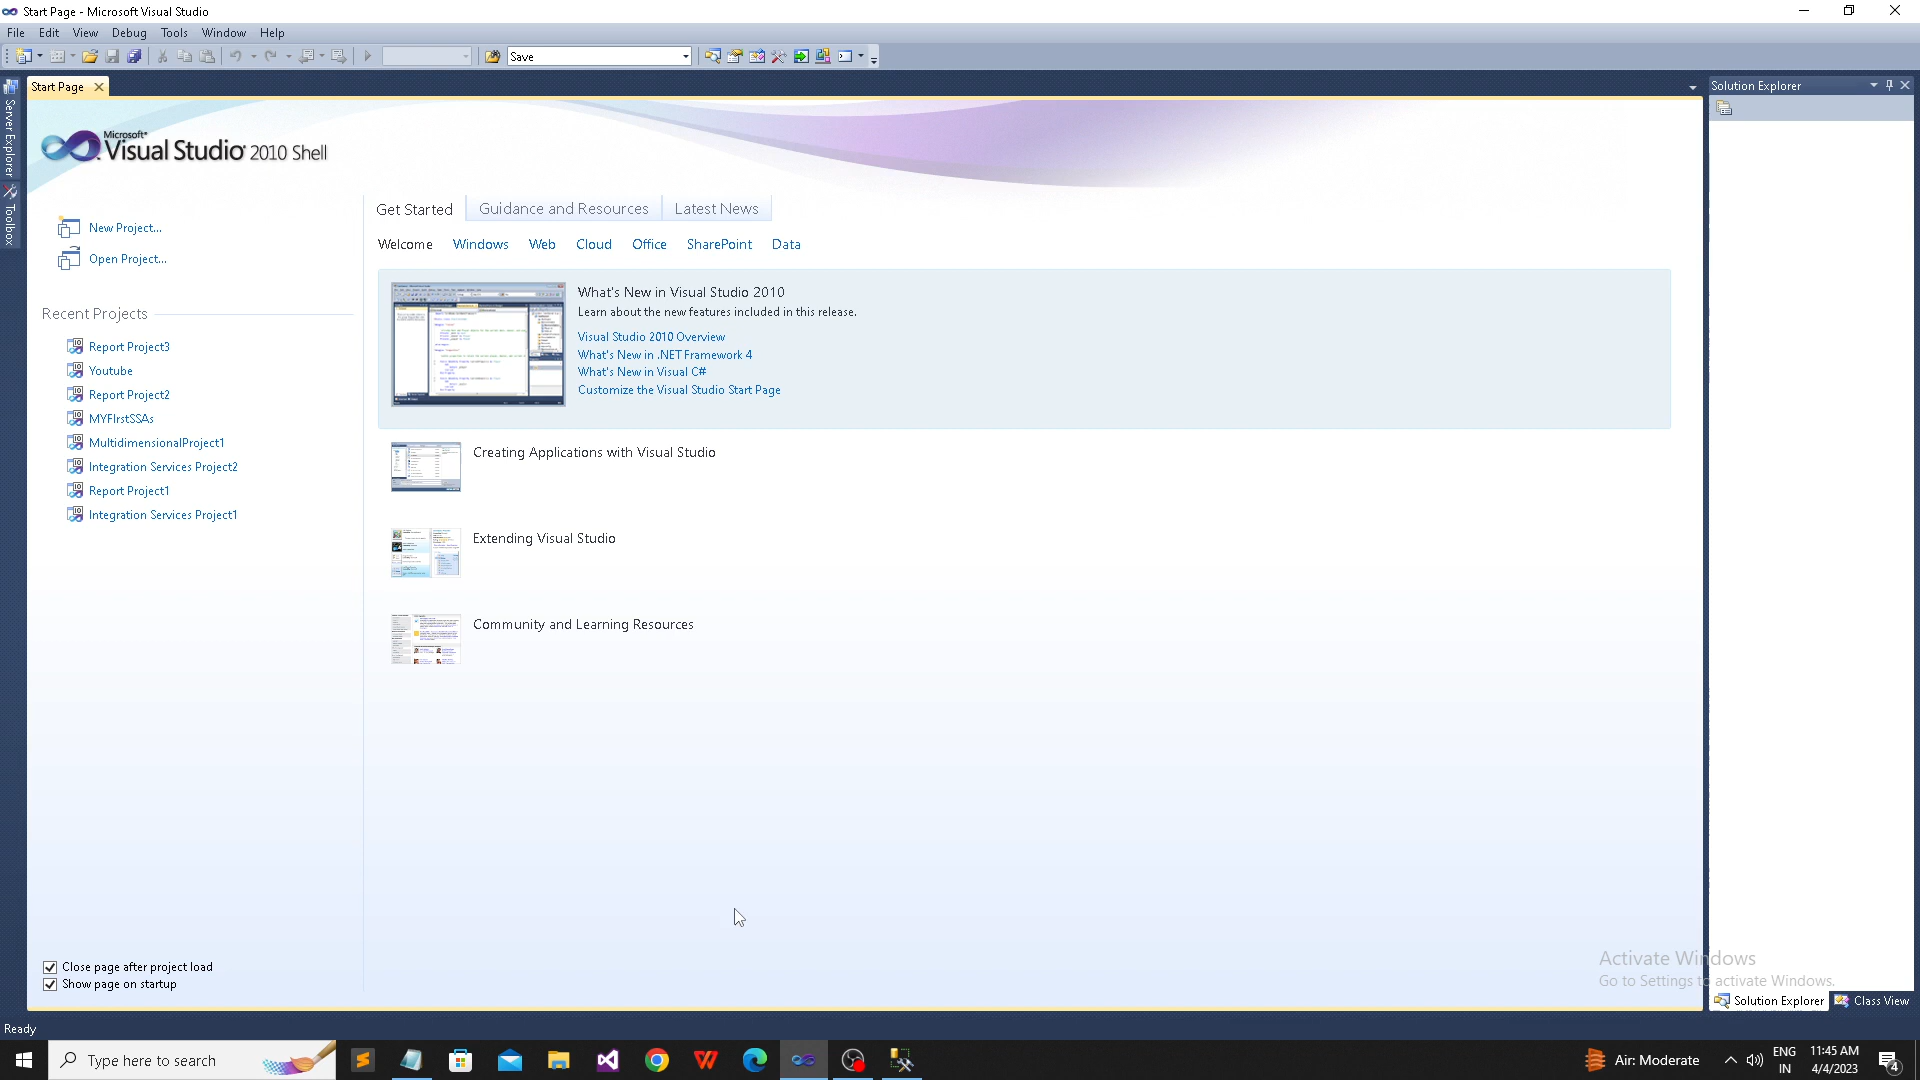 Start Page - Microsoft Visual Studio
File Edit View Debug Tools Window Help
Save
Start Page
Solution Explorer
Server Explorer
Toolbox
Microsoft®
Visual Studio 2010 Shell
New Project...
Open Project...
Recent Projects
Report Project3
Youtube
Report Project2
MYFIrstSSAs
MultidimensionalProject1
Integration Services Project2
Report Project1
Integration Services Project1
Close page after project load
Show page on startup
Get Started Guidance and Resources Latest News
Welcome Windows Web Cloud Office SharePoint Data
What's New in Visual Studio 2010
Learn about the new features included in this release.
Visual Studio 2010 Overview
What's New in .NET Framework 4
What's New in Visual C#
Customize the Visual Studio Start Page
Creating Applications with Visual Studio
Extending Visual Studio
Community and Learning Resources
Activate Windows
Go to Settings to activate Windows.
Solution Explorer Class View
Ready
Type here to search
Air: Moderate
ENG
IN
11:45 AM
4/4/2023
4